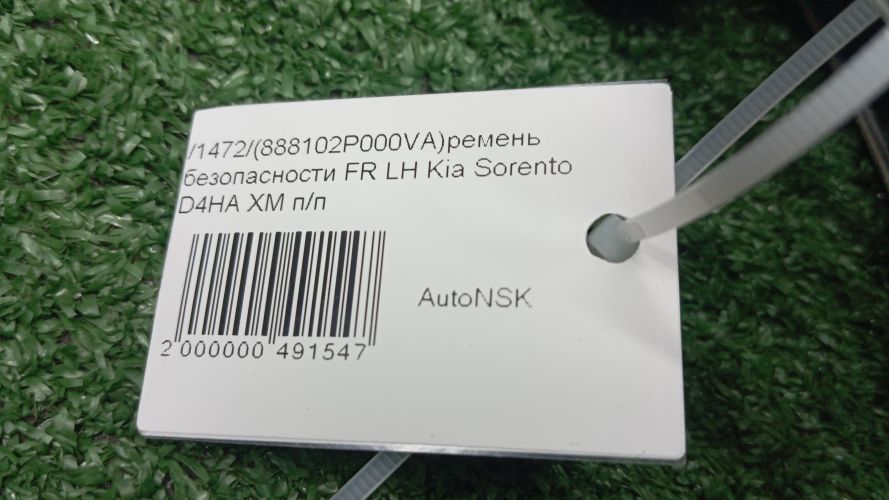 /1472/(888102P000VA)ремень
безопасности FR LH Kia Sorento
D4HA XM п/п
AutoNSK
2 000000 491547